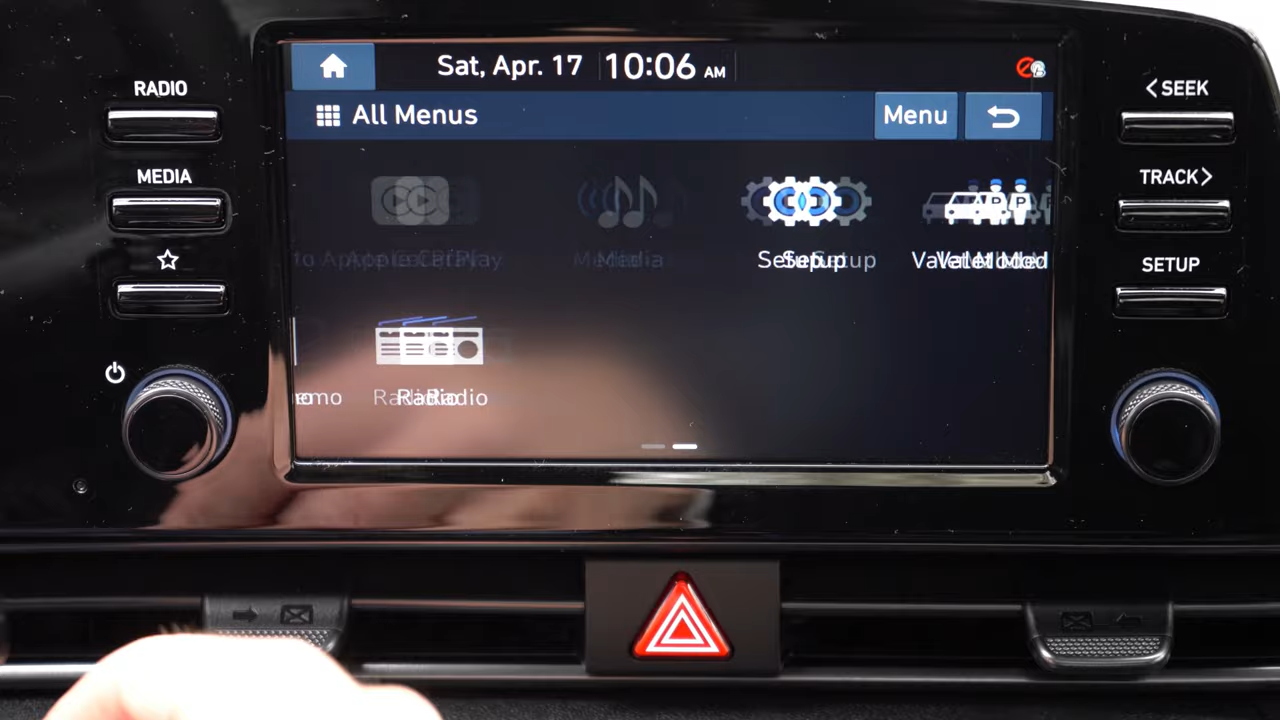 RADIO
MEDIA
Sat, Apr. 17 10:06 AM
All Menus
Menu
Setup
Radio
<SEEK
TRACK>
SETUP